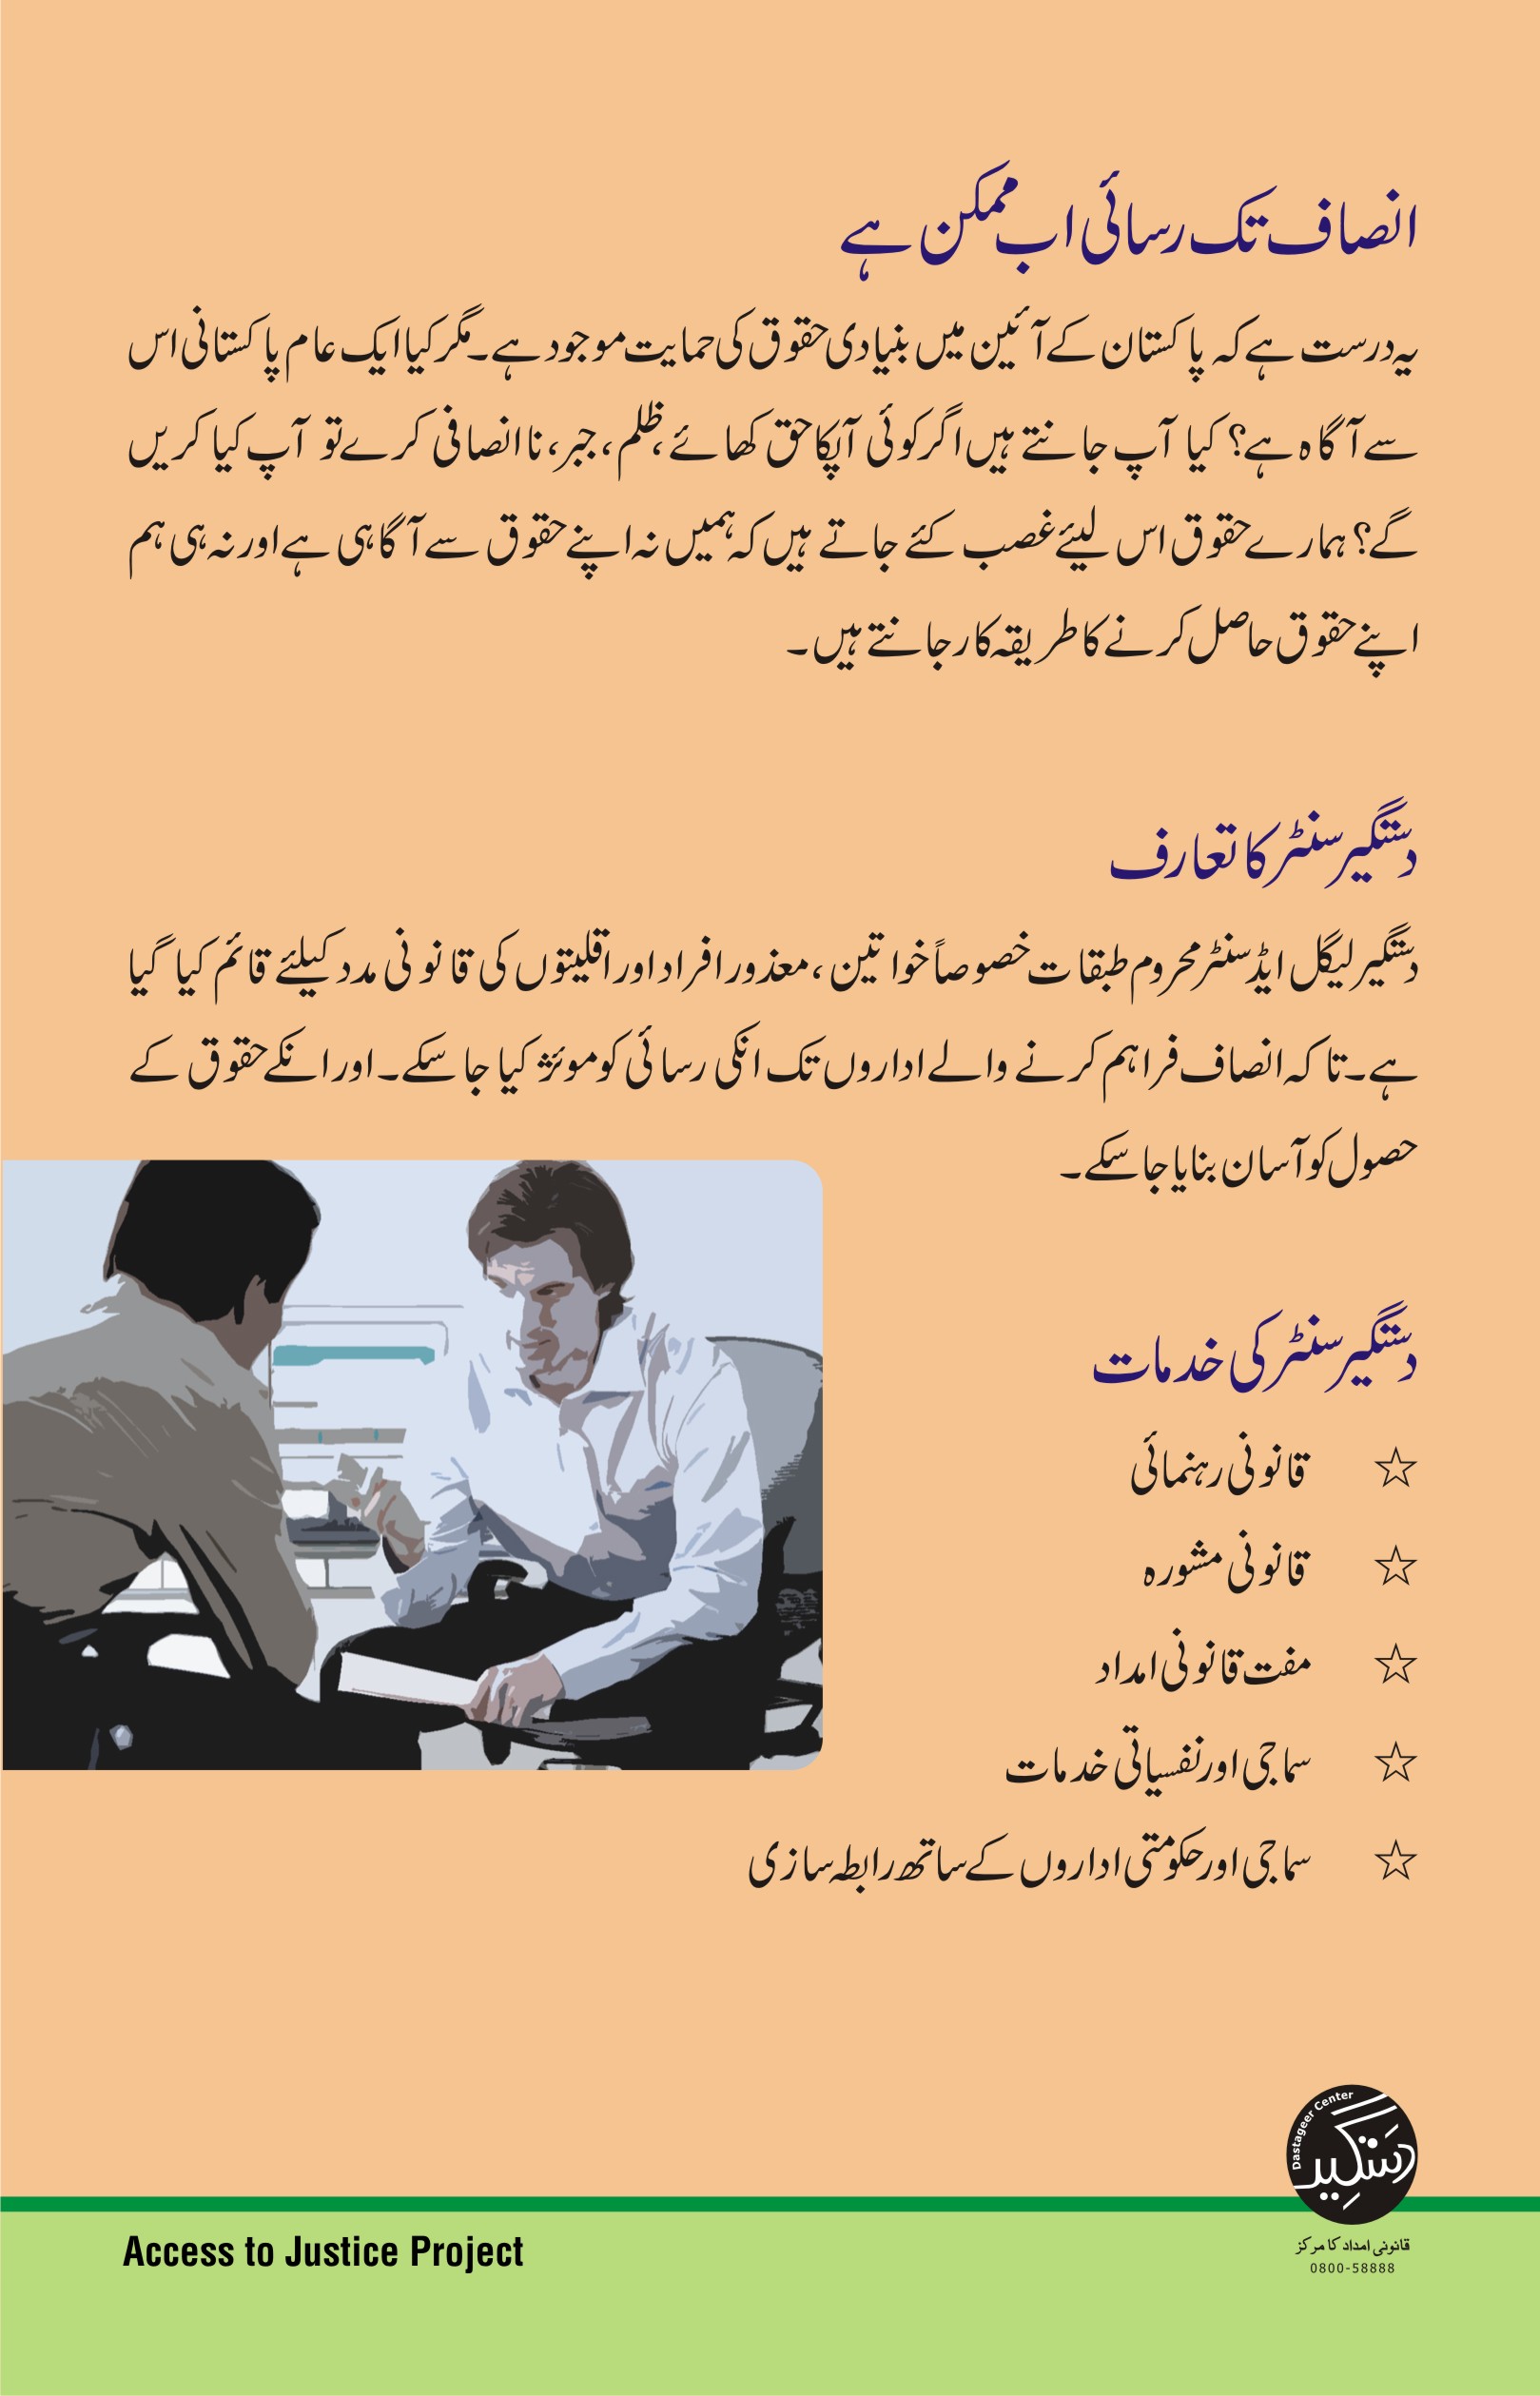 انصاف تک رسائی اب ممکن ہے
یہ درست ہے کہ پاکستان کے آئین میں بنیادی حقوق کی حمایت موجود ہے۔ مگر کیا ایک عام پاکستانی اس
سے آگاہ ہے؟ کیا آپ جانتے ہیں اگر کوئی آپکا حق کھائے، ظلم، جبر، ناانصافی کرے تو آپ کیا کریں
گے؟ ہمارے حقوق اس لیئے غصب کئے جاتے ہیں کہ ہمیں نہ اپنے حقوق سے آگاہی ہے اور نہ ہی ہم
اپنے حقوق حاصل کرنے کا طریقہ کار جانتے ہیں۔
دستگیر سنٹر کا تعارف
دستگیر لیگل ایڈ سنٹر محروم طبقات خصوصاً خواتین، معذور افراد اور اقلیتوں کی قانونی مدد کیلئے قائم کیا گیا
ہے۔ تاکہ انصاف فراہم کرنے والے اداروں تک انکی رسائی کو موئثر کیا جا سکے۔ اور انکے حقوق کے
حصول کو آسان بنایا جا سکے۔
دستگیر سنٹر کی خدمات
☆ قانونی رہنمائی
☆ قانونی مشورہ
☆ مفت قانونی امداد
☆ سماجی اور نفسیاتی خدمات
☆ سماجی اور حکومتی اداروں کے ساتھ رابطہ سازی
Dastageer Center
دستگیر
قانونی امداد کا مرکز
0800-58888
Access to Justice Project